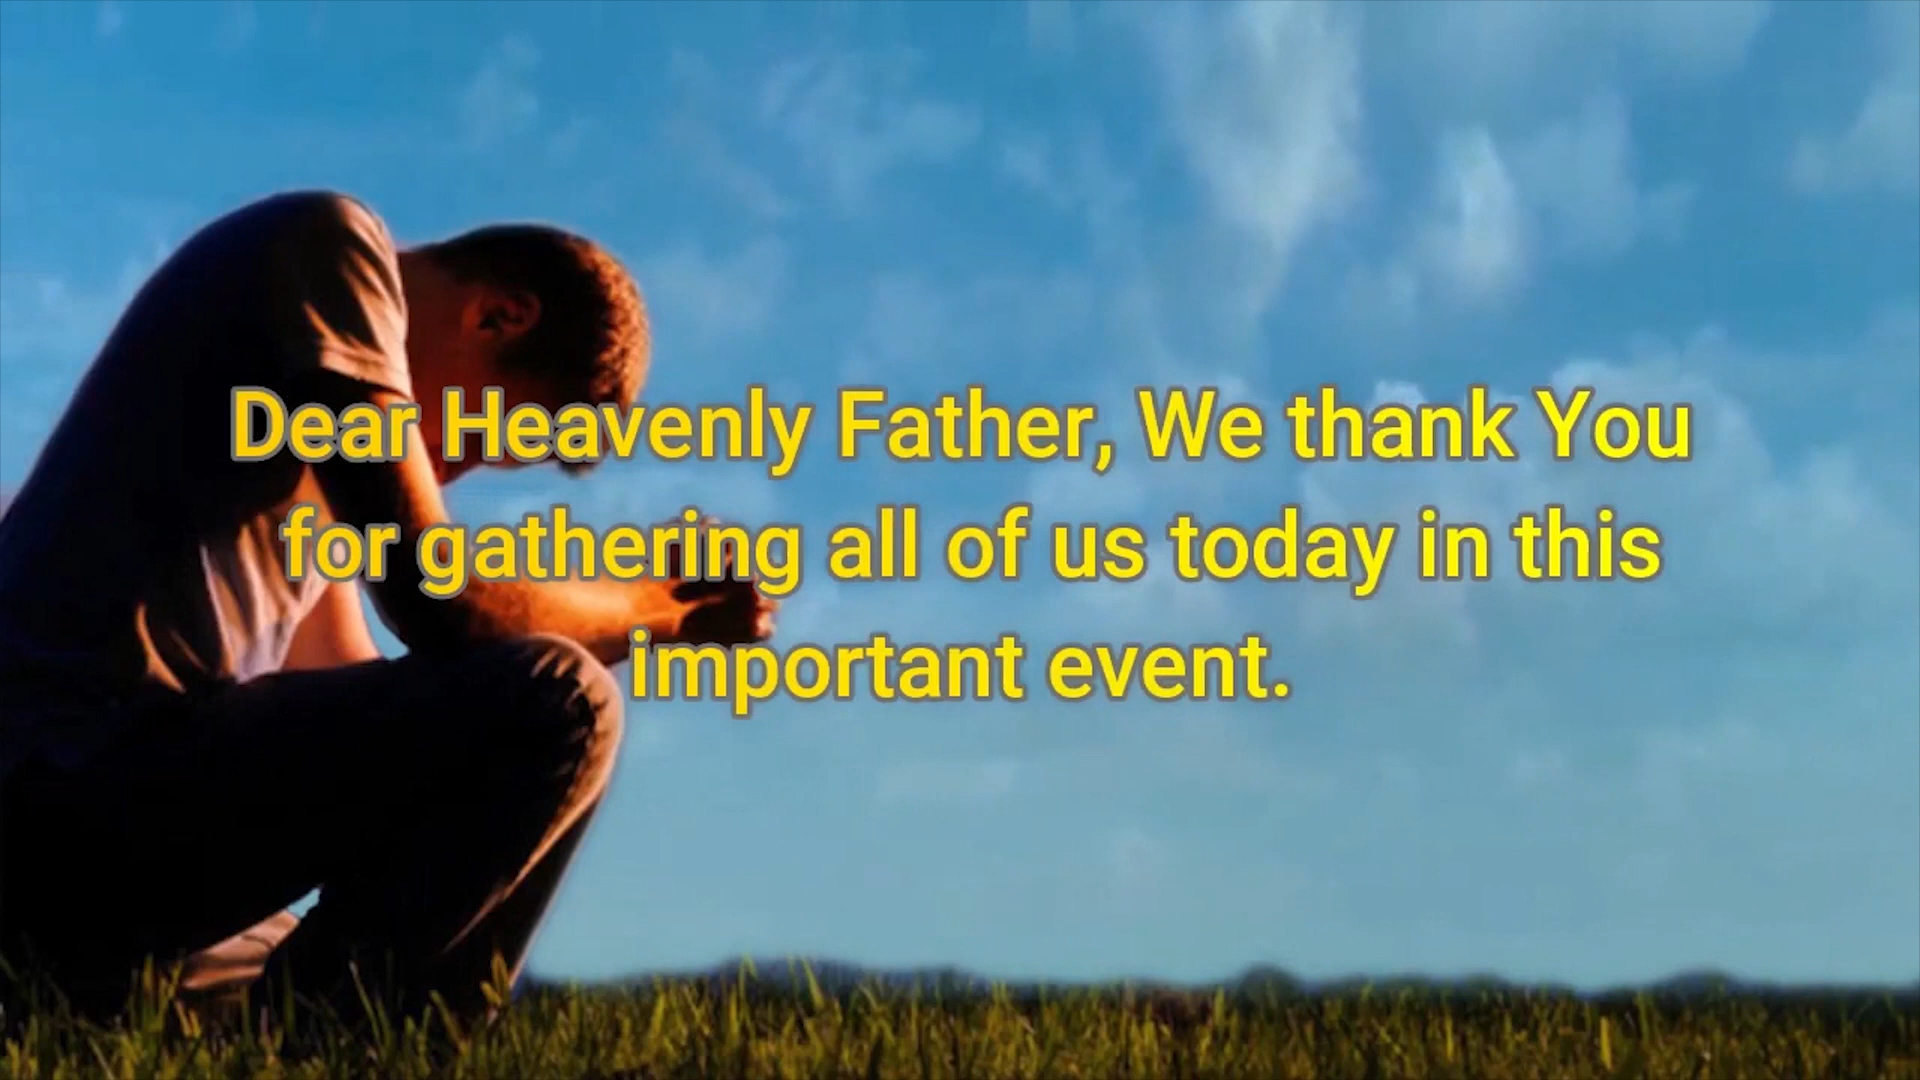 Dear Heavenly Father, We thank You
for gathering all of us today in this
important event.